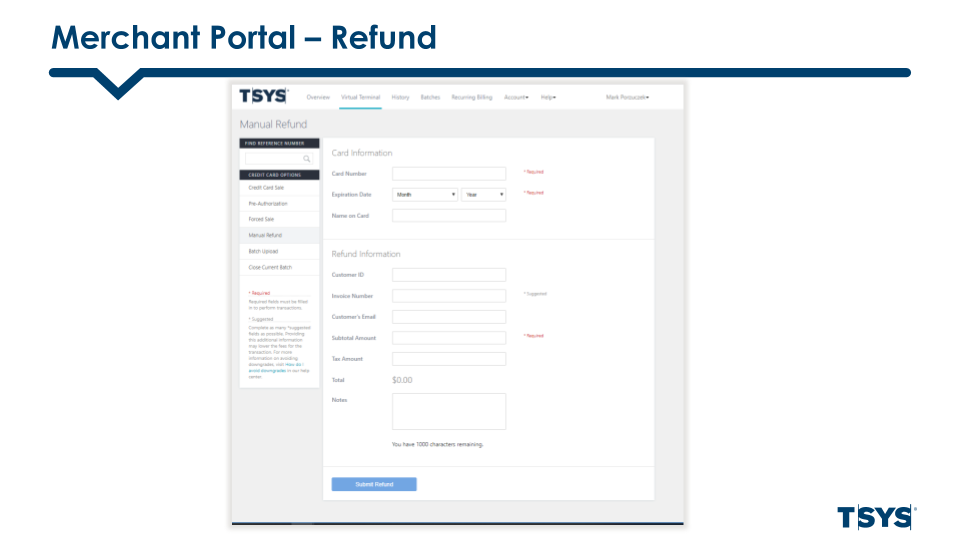 Merchant Portal – Refund
TSYS
Overview Virtual Terminal History Batches Recurring Billing Account Help
Manual Refund
FIND REFERENCE NUMBER
CREDIT CARD OPTIONS
Credit Card Sale
Pre-Authorization
Forced Sale
Manual Refund
Batch Upload
Close Current Batch
* Required
Required fields must be filled
in to perform transactions.
* Suggested
Complete as many *suggested
fields as possible. Providing
this additional information
may lower the fees for the
transaction. For more
information on avoiding
downgrades, visit How do I
avoid downgrades in our help
center.
Card Information
Card Number * Required
Expiration Date Month Year * Required
Name on Card
Refund Information
Customer ID
Invoice Number * Suggested
Customer's Email
Subtotal Amount * Required
Tax Amount
Total $0.00
Notes
You have 1000 characters remaining.
Submit Refund
TSYS